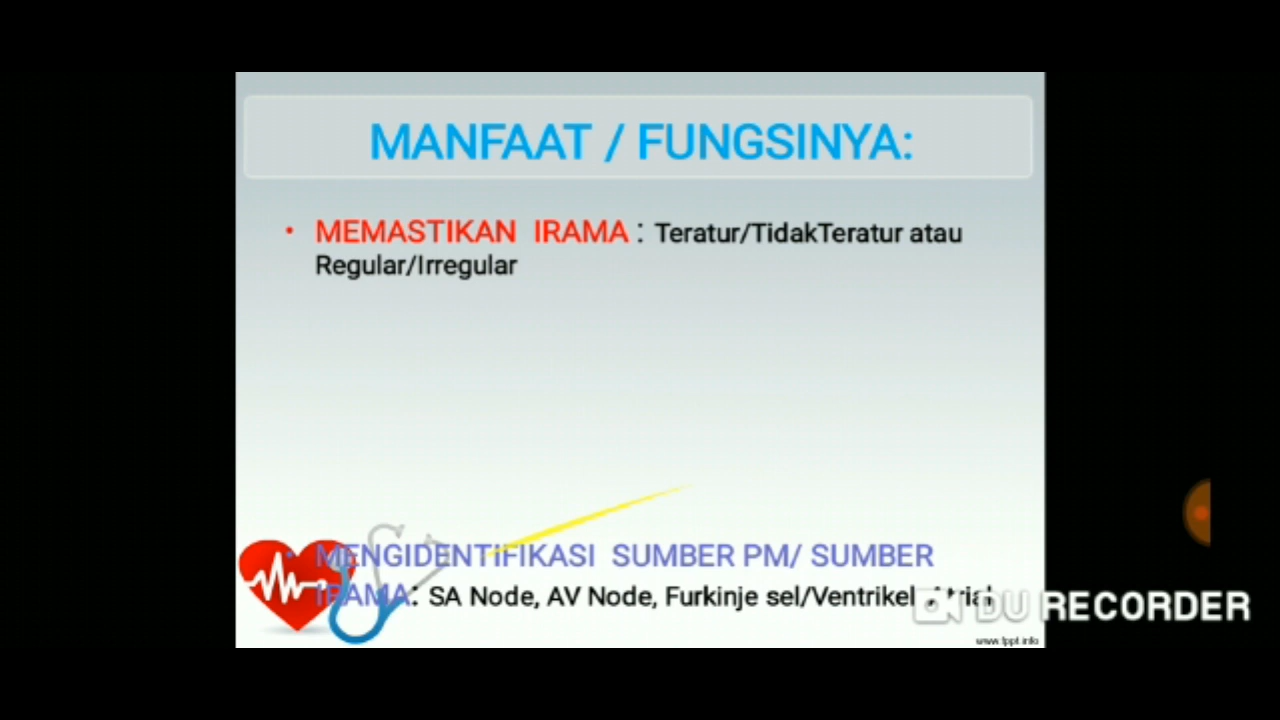 MANFAAT / FUNGSINYA:
• MEMASTIKAN IRAMA : Teratur/TidakTeratur atau
Regular/Irregular
• MENGIDENTIFIKASI SUMBER PM/ SUMBER
IRAMA: SA Node, AV Node, Furkinje sel/Ventrikel, Atrial
DU RECORDER
www.fppt.info